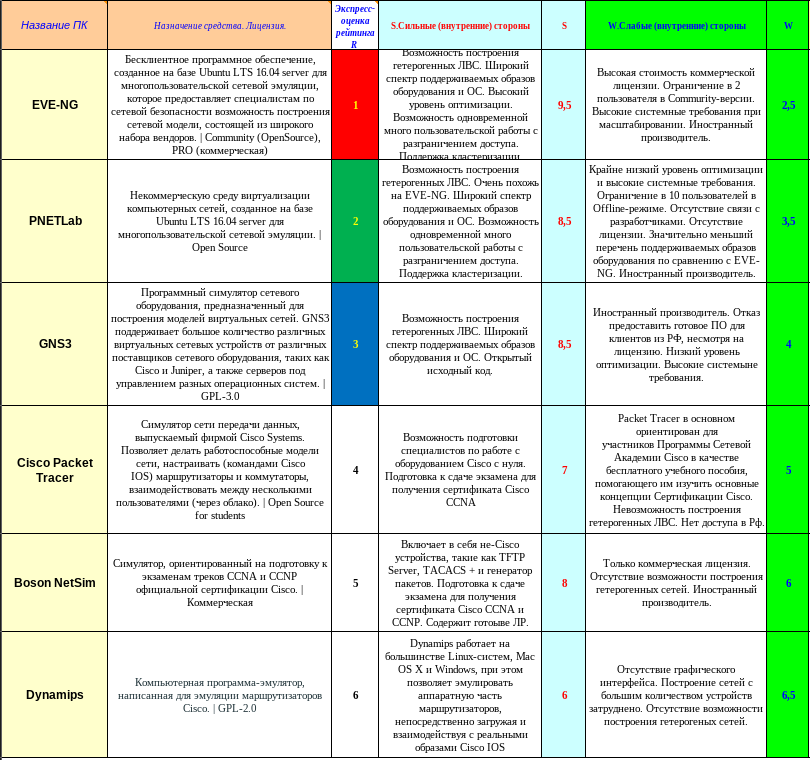 Название ПК
Назначение средства. Лицензия.
Экспресс-
оценка
рейтинга
R
S.Сильные (внутренние) стороны
S
W.Слабые (внутренние) стороны
W
EVE-NG
Бесклиентное программное обеспечение,
созданное на базе Ubuntu LTS 16.04 server для
многопользовательской сетевой эмуляции,
которое предоставляет специалистам по
сетевой безопасности возможность построения
сетевой модели, состоящей из широкого
набора вендоров. | Community (OpenSource),
PRO (коммерческая)
1
Возможность построения
гетерогенных ЛВС. Широкий
спектр поддерживаемых образов
оборудования и ОС. Высокий
уровень оптимизации.
Возможность одновременной
много пользовательской работы с
разграничением доступа.
Поддержка кластеризации.
9,5
Высокая стоимость коммерческой
лицензии. Ограничение в 2
пользователя в Community-версии.
Высокие системные требования при
масштабировании. Иностранный
производитель.
2,5
PNETLab
Некоммерческую среду виртуализации
компьютерных сетей, созданное на базе
Ubuntu LTS 16.04 server для
многопользовательской сетевой эмуляции. |
Open Source
2
Возможность построения
гетерогенных ЛВС. Очень похожь
на EVE-NG. Широкий спектр
поддерживаемых образов
оборудования и ОС. Возможность
одновременной много
пользовательской работы с
разграничением доступа.
Поддержка кластеризации.
8,5
Крайне низкий уровень оптимизации
и высокие системные требования.
Ограничение в 10 пользователей в
Offline-режиме. Отсутствие связи с
разработчиками. Отсутствие
лицензии. Значительно меньший
перечень поддерживаемых образов
оборудования по сравнению с EVE-
NG. Иностранный производитель.
3,5
GNS3
Программный симулятор сетевого
оборудования, предназначенный для
построения моделей виртуальных сетей. GNS3
поддерживает большое количество различных
виртуальных сетевых устройств от различных
поставщиков сетевого оборудования, таких как
Cisco и Juniper, а также серверов под
управлением разных операционных систем. |
GPL-3.0
3
Возможность построения
гетерогенных ЛВС. Широкий
спектр поддерживаемых образов
оборудования и ОС. Открытый
исходный код.
8,5
Иностранный производитель. Отказ
предоставить готовое ПО для
клиентов из РФ, несмотря на
лицензию. Низкий уровень
оптимизации. Высокие системыне
требования.
4
Cisco Packet
Tracer
Симулятор сети передачи данных,
выпускаемый фирмой Cisco Systems.
Позволяет делать работоспособные модели
сети, настраивать (командами Cisco
IOS) маршрутизаторы и коммутаторы,
взаимодействовать между несколькими
пользователями (через облако). | Open Source
for students
4
Возможность подготовки
специалистов по работе с
оборудованием Cisco с нуля.
Подготовка к сдаче экзамена для
получения сертификата Cisco
CCNA
7
Packet Tracer в основном
ориентирован для
участников Программы Сетевой
Академии Cisco в качестве
бесплатного учебного пособия,
помогающего им изучить основные
концепции Сертификации Cisco.
Невозможность построения
гетерогенных ЛВС. Нет доступа в Рф.
5
Boson NetSim
Симулятор, ориентированный на подготовку к
экзаменам треков CCNA и CCNP
официальной сертификации Cisco. |
Коммерческая
5
Включает в себя не-Cisco
устройства, такие как TFTP
Server, TACACS + и генератор
пакетов. Подготовка к сдаче
экзамена для получения
сертификата Cisco CCNA и
CCNP. Содержит готоыве ЛР.
8
Только коммерческая лицензия.
Отсутствие возможности построения
гетерогенных сетей. Иностранный
производитель.
6
Dynamips
Компьютерная программа-эмулятор,
написанная для эмуляции маршрутизаторов
Cisco. | GPL-2.0
6
Dynamips работает на
большинстве Linux-систем, Mac
OS X и Windows, при этом
позволяет эмулировать
аппаратную часть
маршрутизаторов,
непосредственно загружая и
взаимодействуя с реальными
образами Cisco IOS
6
Отсутствие графического
интерфейса. Построение сетей с
большим количеством устройств
затруднено. Отсутствие возможности
построения гетерогеных сетей.
6,5